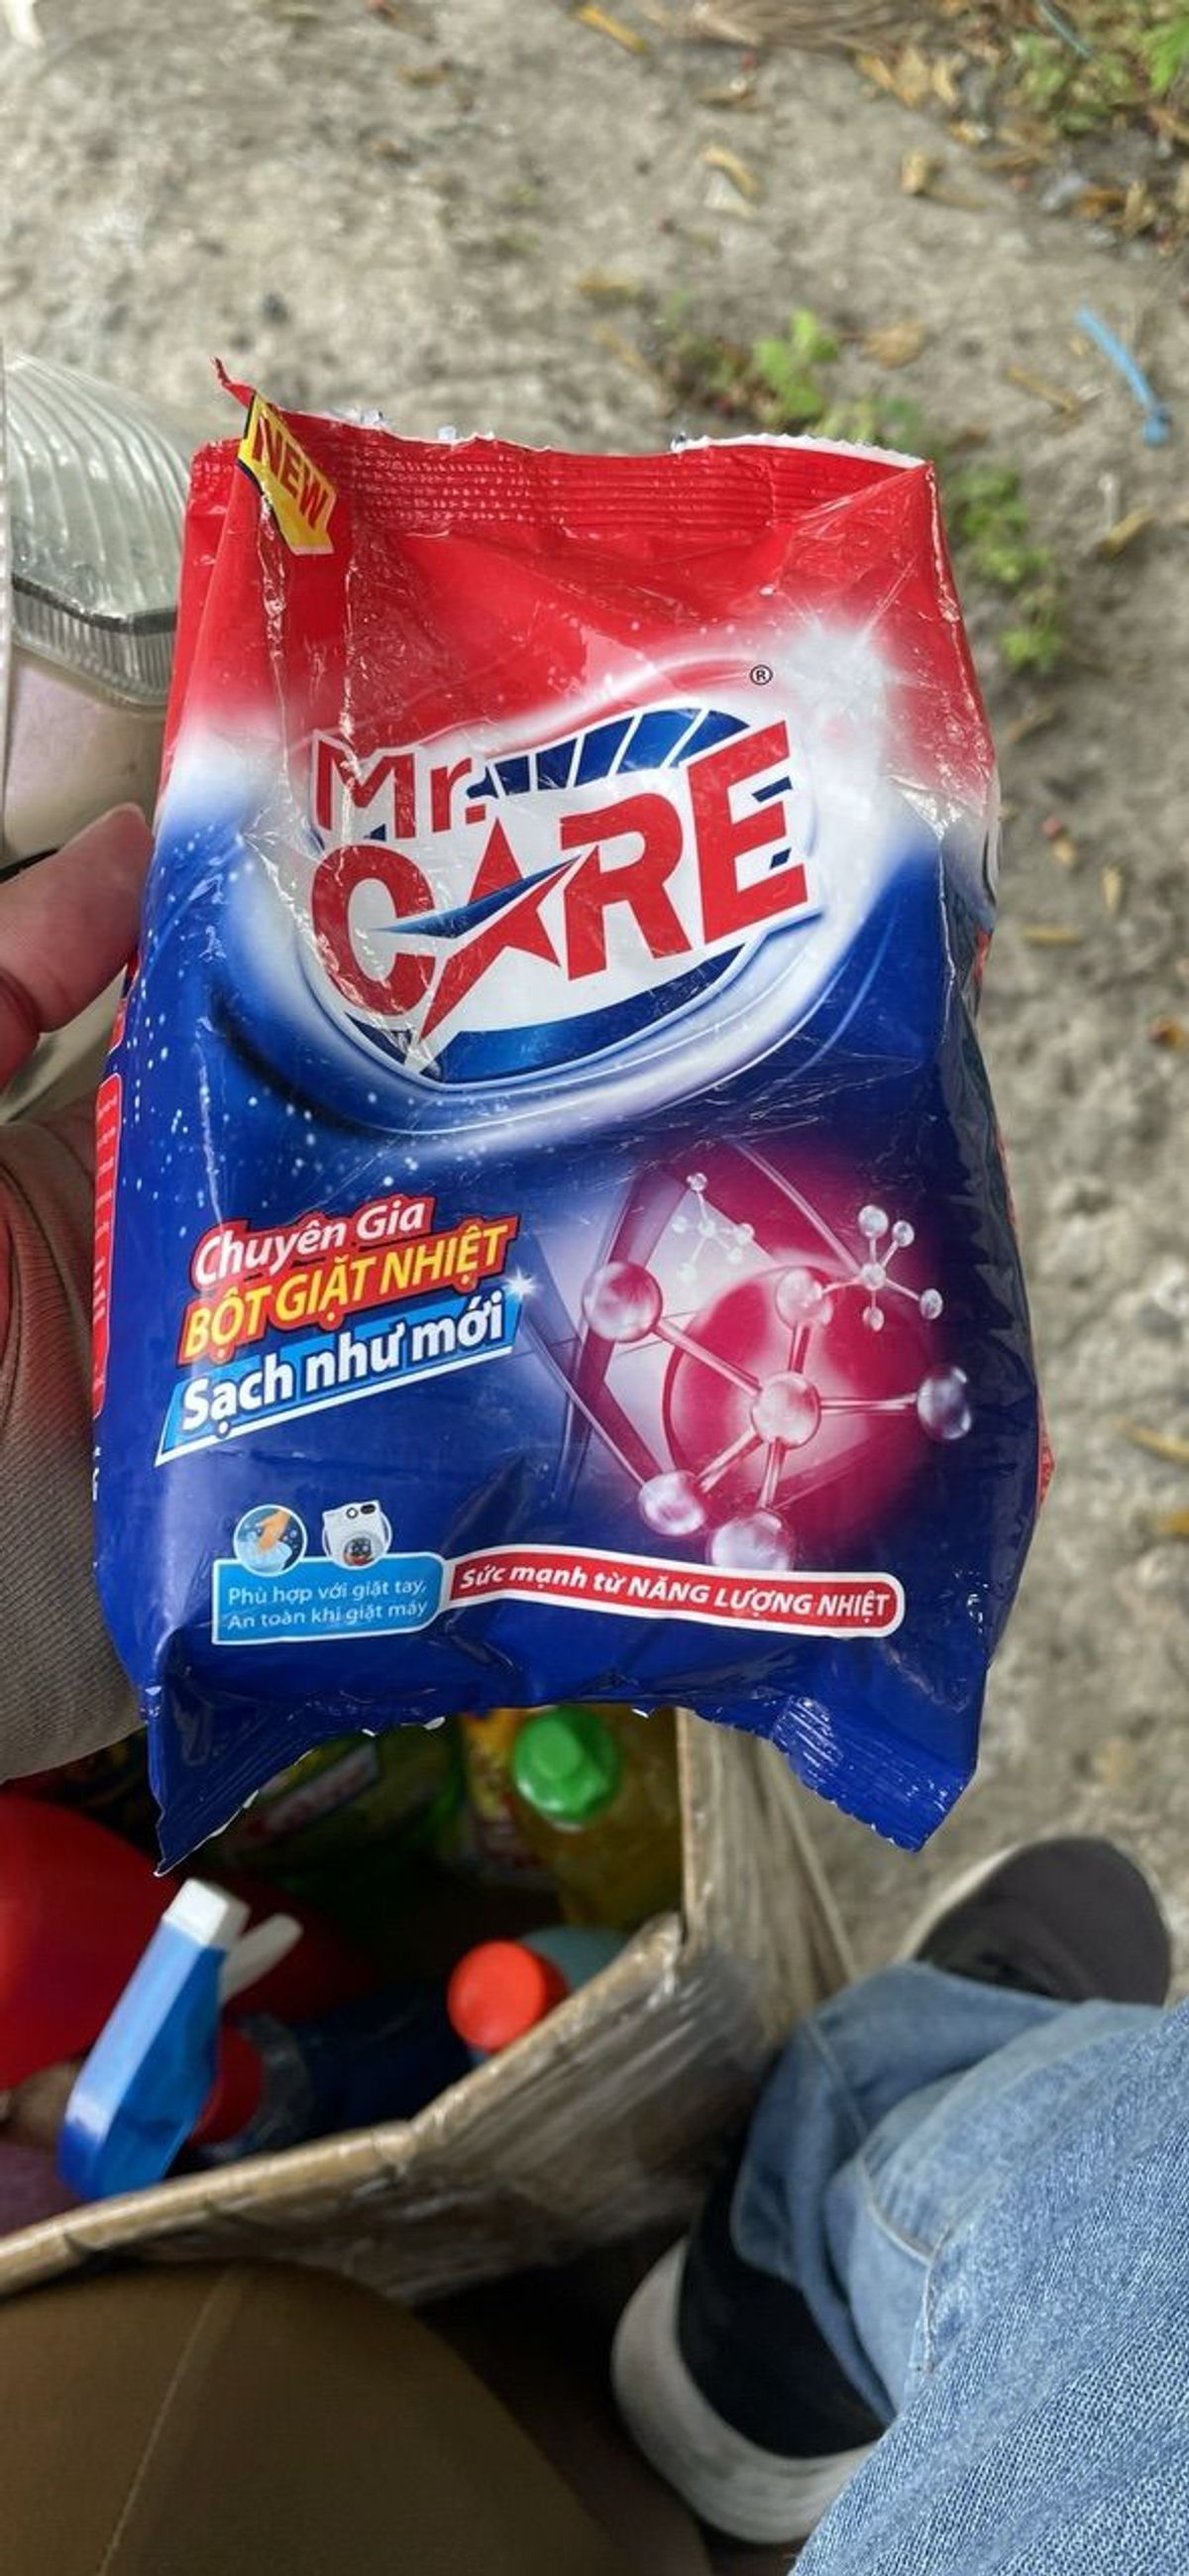 NEW
®
Mr.
CARE
Chuyên Gia
BỘT GIẶT NHIỆT
Sạch như mới
Phù hợp với giặt tay,
An toàn khi giặt máy
Sức mạnh từ NĂNG LƯỢNG NHIỆT